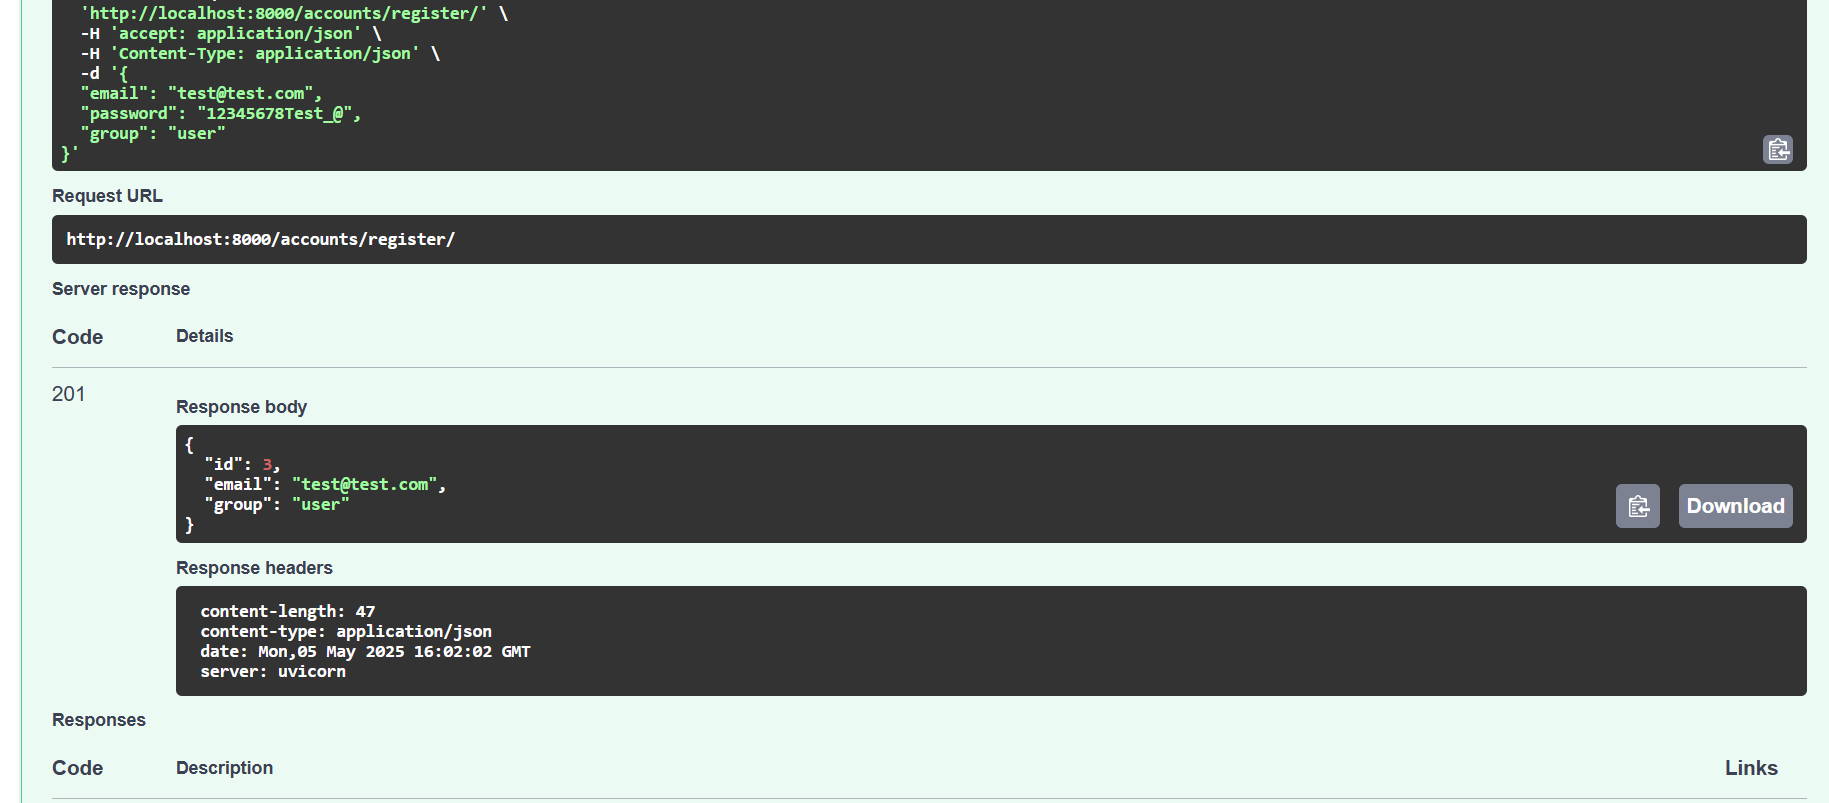 'http://localhost:8000/accounts/register/' \
-H 'accept: application/json' \
-H 'Content-Type: application/json' \
-d '{
"email": "test@test.com",
"password": "12345678Test_@",
"group": "user"
}'
Request URL
http://localhost:8000/accounts/register/
Server response
Code Details
201
Response body
{
"id": 3,
"email": "test@test.com",
"group": "user"
}
Download
Response headers
content-length: 47
content-type: application/json
date: Mon,05 May 2025 16:02:02 GMT
server: uvicorn
Responses
Code Description Links